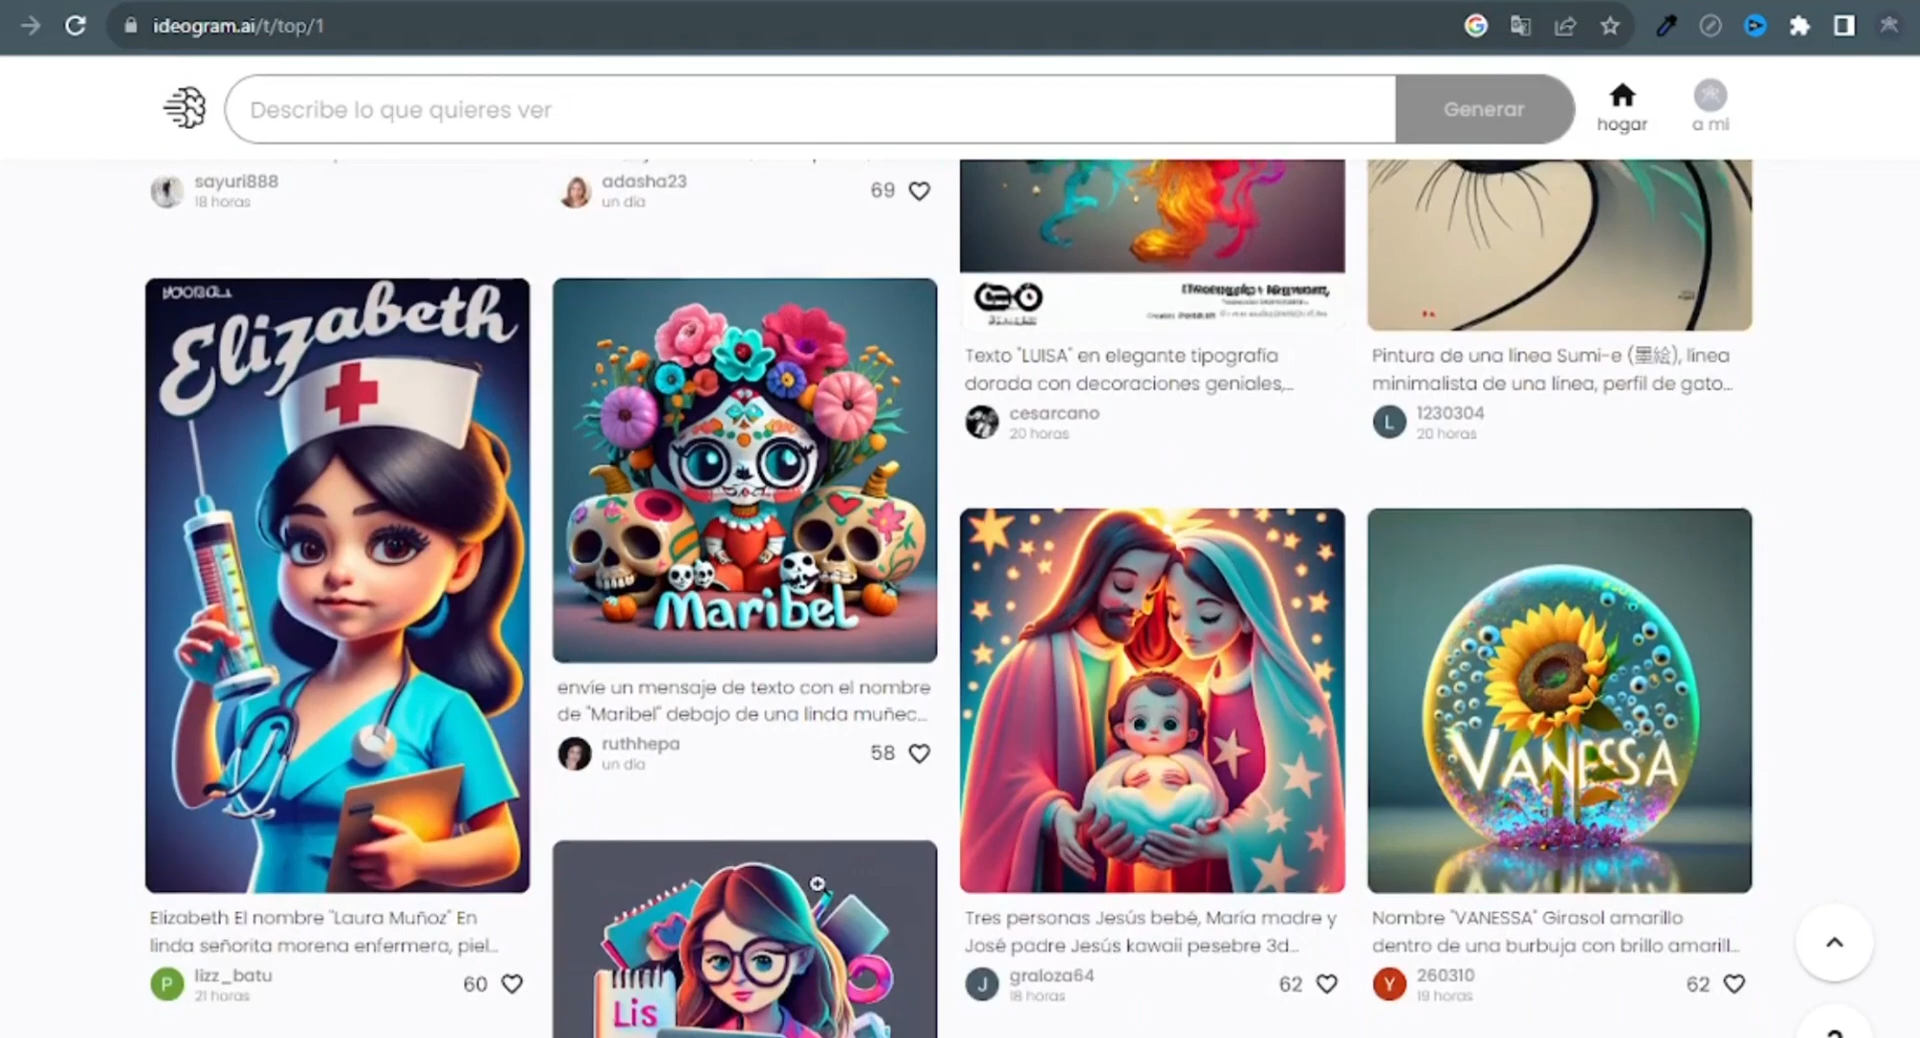 ideogram.ai/t/top/1
Describe lo que quieres ver
Generar
hogar
a mi
sayuri888
18 horas
adasha23
un día
69
Elizabeth
Elizabeth El nombre "Laura Muñoz" En
linda señorita morena enfermera, piel...
P
lizz_batu
21 horas
60
Maribel
envíe un mensaje de texto con el nombre
de "Maribel" debajo de una linda muñec...
ruthhepa
un día
58
Lis
Texto "LUISA" en elegante tipografía
dorada con decoraciones geniales,...
cesarcano
20 horas
Tres personas Jesús bebé, María madre y
José padre Jesús kawaii pesebre 3d...
J
graloza64
18 horas
62
Pintura de una línea Sumi-e (墨絵), línea
minimalista de una línea, perfil de gato...
L
1230304
20 horas
VANESSA
Nombre "VANESSA" Girasol amarillo
dentro de una burbuja con brillo amarill...
Y
260310
19 horas
62